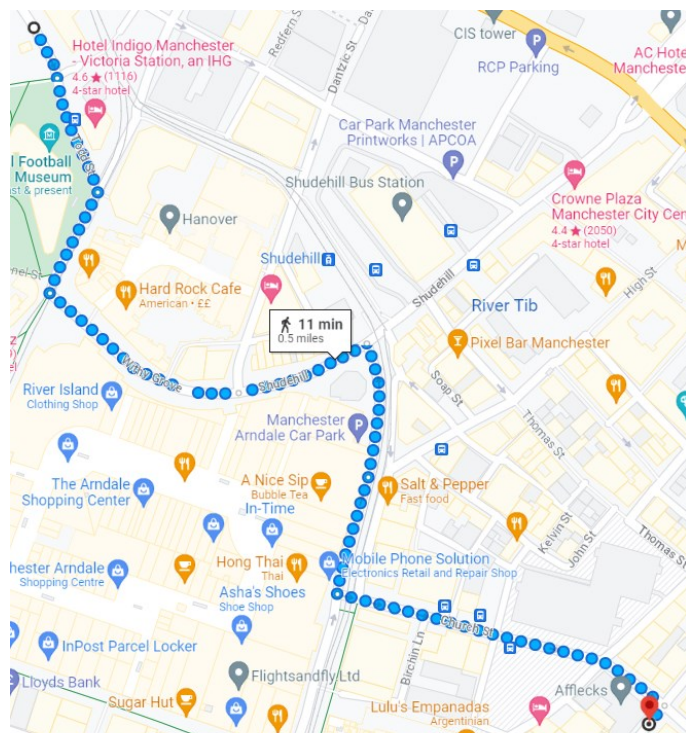 CIS tower
Redfern St
Dantzic St
Hotel Indigo Manchester
- Victoria Station, an IHG
4.6 ★ (1116)
4-star hotel
P
RCP Parking
AC Hote
Manchester
Todd St
l Football
Museum
ast & present
Car Park Manchester
Printworks | APCOA
P
Shudehill Bus Station
Crowne Plaza
Manchester City Cen
4.4 ★ (2050)
4-star hotel
Hanover
Shudehill
Shudehill
High St
River Tib
Hard Rock Cafe
American • ££
11 min
0.5 miles
Pixel Bar Manchester
Withy Grove
Shudehill
Soap St
Thomas St
River Island
Clothing Shop
Manchester
Arndale Car Park
P
The Arndale
Shopping Center
A Nice Sip
Bubble Tea
Salt & Pepper
Fast food
In-Time
Kelvin St
John St
Thomas St
hester Arndale
Shopping Centre
Hong Thai
Thai
Mobile Phone Solution
Electronics Retail and Repair Shop
Asha's Shoes
Shoe Shop
Church St
Birchin Ln
InPost Parcel Locker
Flightsandfly Ltd
Afflecks
Lloyds Bank
Sugar Hut
Lulu's Empanadas
Argentinian